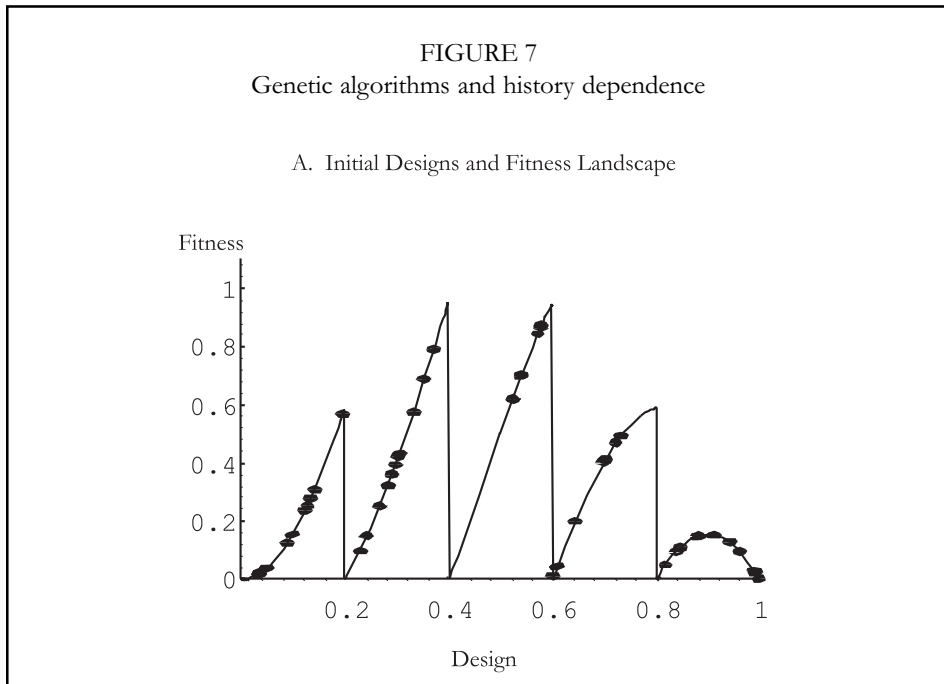 FIGURE 7
Genetic algorithms and history dependence
A. Initial Designs and Fitness Landscape
Fitness
1
0.8
0.6
0.4
0.2
0
0.2 0.4 0.6 0.8 1
Design